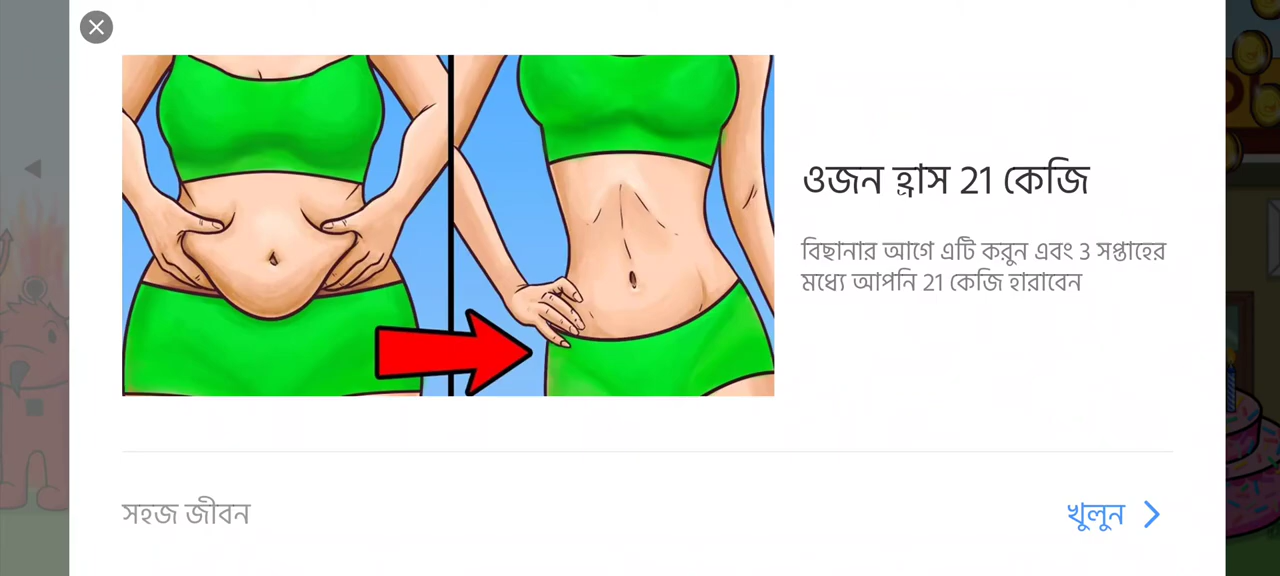 ওজন হ্রাস 21 কেজি
বিছানার আগে এটি করুন এবং 3 সপ্তাহের
মধ্যে আপনি 21 কেজি হারাবেন
সহজ জীবন
খুলুন